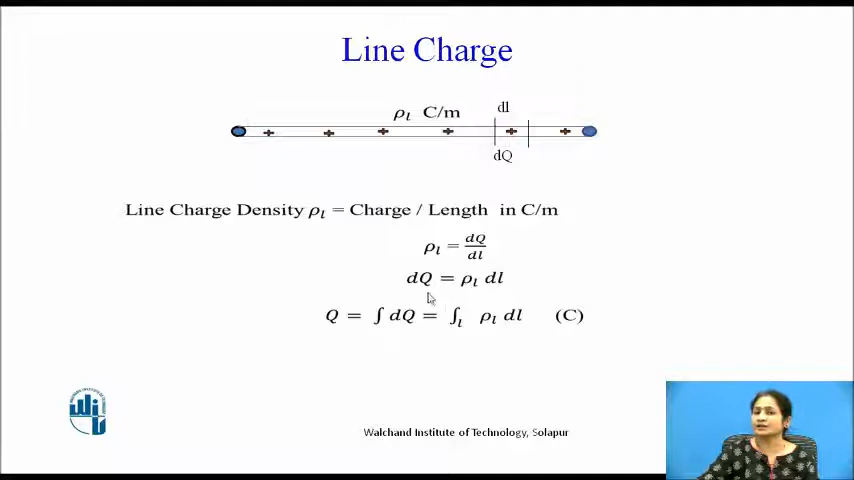 Line Charge
ρₗ C/m
dl
dQ
Line Charge Density ρₗ = Charge / Length in C/m
ρₗ = dQ/dl
dQ = ρₗ dl
Q = ∫ dQ = ∫ₗ ρₗ dl (C)
Walchand Institute of Technology, Solapur